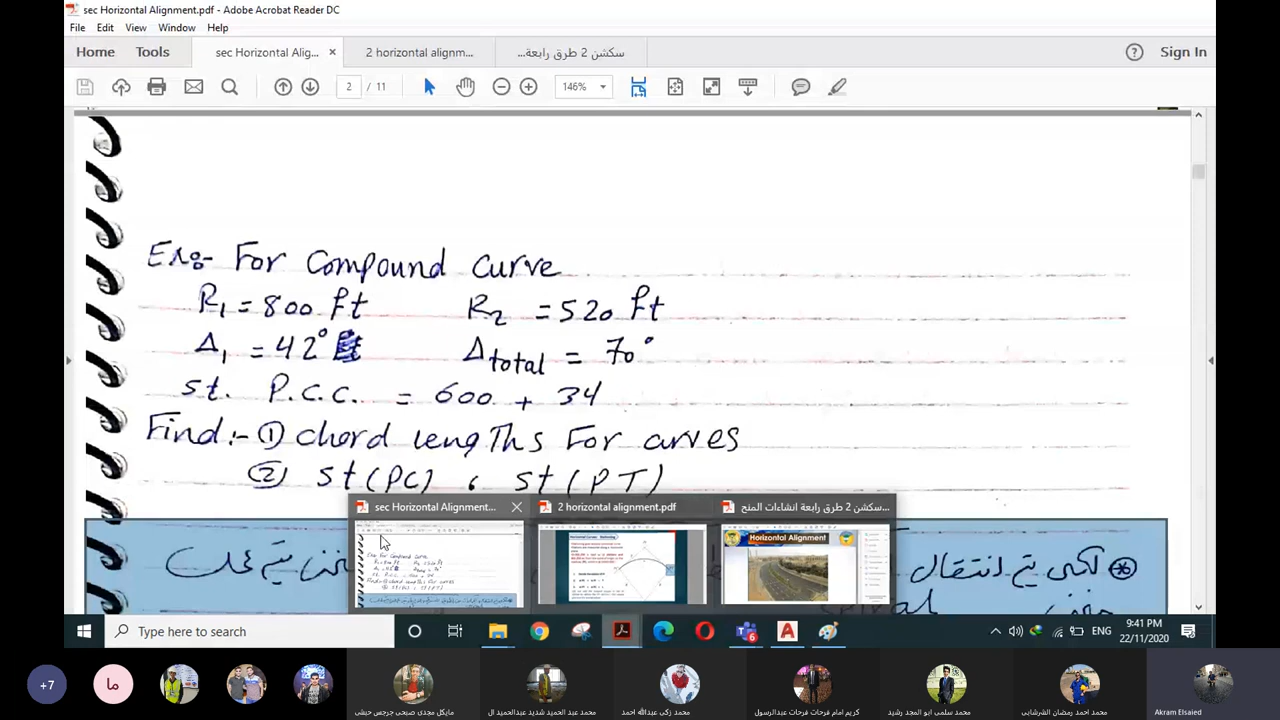 sec Horizontal Alignment.pdf - Adobe Acrobat Reader DC
File Edit View Window Help
Home Tools sec Horizontal Alig... × 2 horizontal alignm... سكشن 2 طرق رابعة... Sign In
2 / 11 146%
Exg- For Compound curve
R1 = 800 ft R2 = 520 ft
Δ1 = 42° Δtotal = 70°
st. P.C.C. = 600 + 34
Find:- ① chord lengths For curves
② st(PC) , st(PT)
sec Horizontal Alignment.... 2 horizontal alignment.pdf سكشن 2 طرق رابعة انشاءات المنح...
Horizontal Alignment
لكى يتم انتقال
spiral
Type here to search
ENG 9:41 PM
22/11/2020
+7 ما
مايكل مجدى صبحى جرجس حبشى محمد عبد الحميد شديد عبدالحميد ال محمد زكى عبدالله احمد كريم امام فرحات فرحات عبدالرسول محمد سلمى ابو المجد رشيد محمد احمد رمضان الشرشابى Akram Elsaied